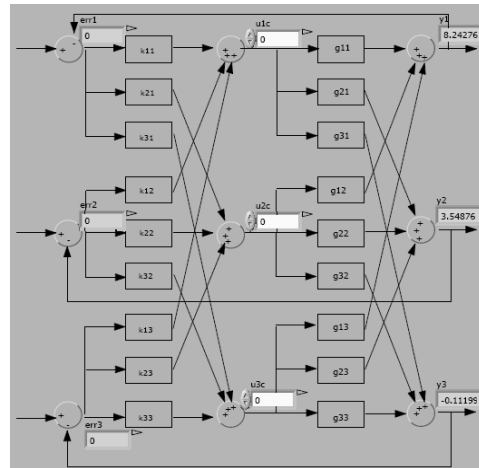 err1
0
u1c
0
y1
8.24276
k11
g11
k21
g21
k31
g31
err2
0
k12
u2c
0
g12
y2
3.54876
k22
g22
k32
g32
k13
g13
k23
g23
y3
-0.11199
u3c
0
k33
g33
err3
0